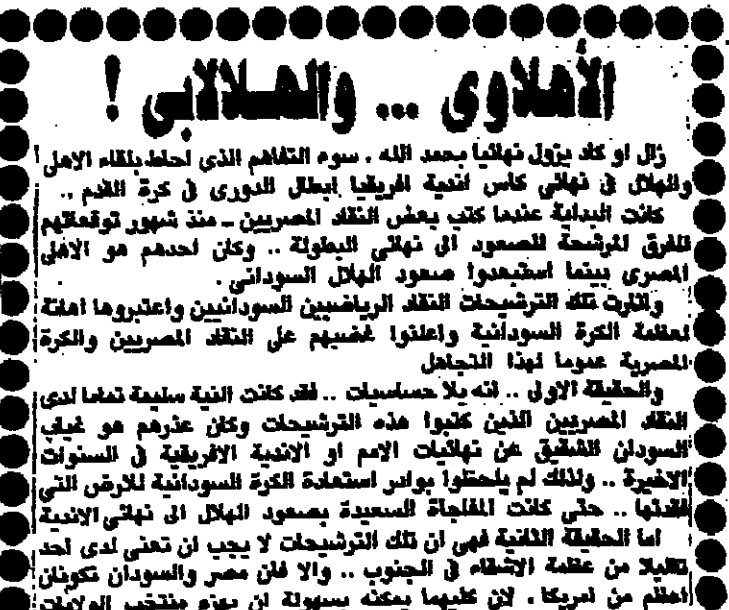 الأهلاوى ... والهلالابى !
زال او كاد يزول نهائيا بحمد الله . سوء التفاهم الذي احاط بلقاء الاهلى
والهلال فى نهائى كأس اندية افريقيا ابطال الدورى فى كرة القدم ..
كانت البداية عندما كتب بعض النقاد المصريين ــ منذ شهور توقعاتهم
للفرق المرشحة للصعود الى نهائى البطولة .. وكان احدهم هو الاهلى
المصرى بينما استبعدوا صعود الهلال السودانى .
واثارت تلك الترشيحات النقاد الرياضيين السودانيين واعتبروها اهانة
لعظمة الكرة السودانية واعلنوا غضبهم على النقاد المصريين والكرة
المصرية عموما لهذا التجاهل
والحقيقة الاولى .. انه بلا حساسيات .. فقد كانت النية سليمة تماما لدى
النقاد المصريين الذين كتبوا هذه الترشيحات وكان عذرهم هو غياب
السودان الشقيق عن نهائيات الامم او الاندية الافريقية فى السنوات
الاخيرة .. ولذلك لم يلحظوا بوادر استعادة الكرة السودانية للارض التى
فقدتها .. حتى كانت المفاجأة السعيدة بصعود الهلال الى نهائى الاندية
اما الحقيقة الثانية فهى ان تلك الترشيحات لا يجب ان تعنى لدى احد
تقليلا من عظمة الاشقاء فى الجنوب .. والا فان مصر والسودان تكونان
اعظم من امريكا . لان كليهما يمكنه بسهولة ان يهزم منتخب الولايات